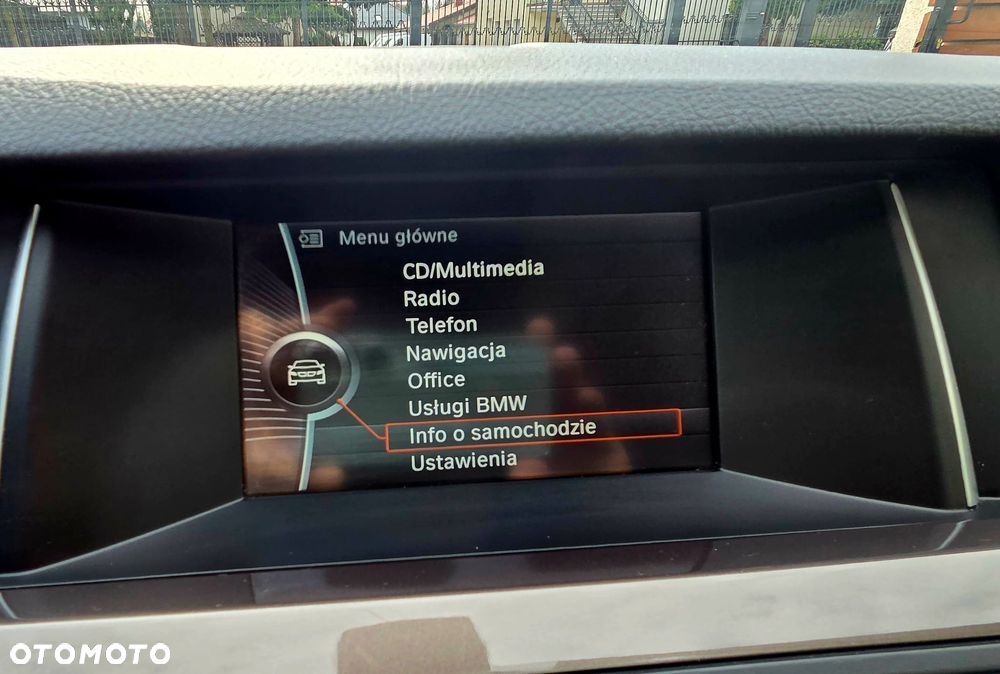 Menu główne
CD/Multimedia
Radio
Telefon
Nawigacja
Office
Usługi BMW
Info o samochodzie
Ustawienia
OTOMOTO